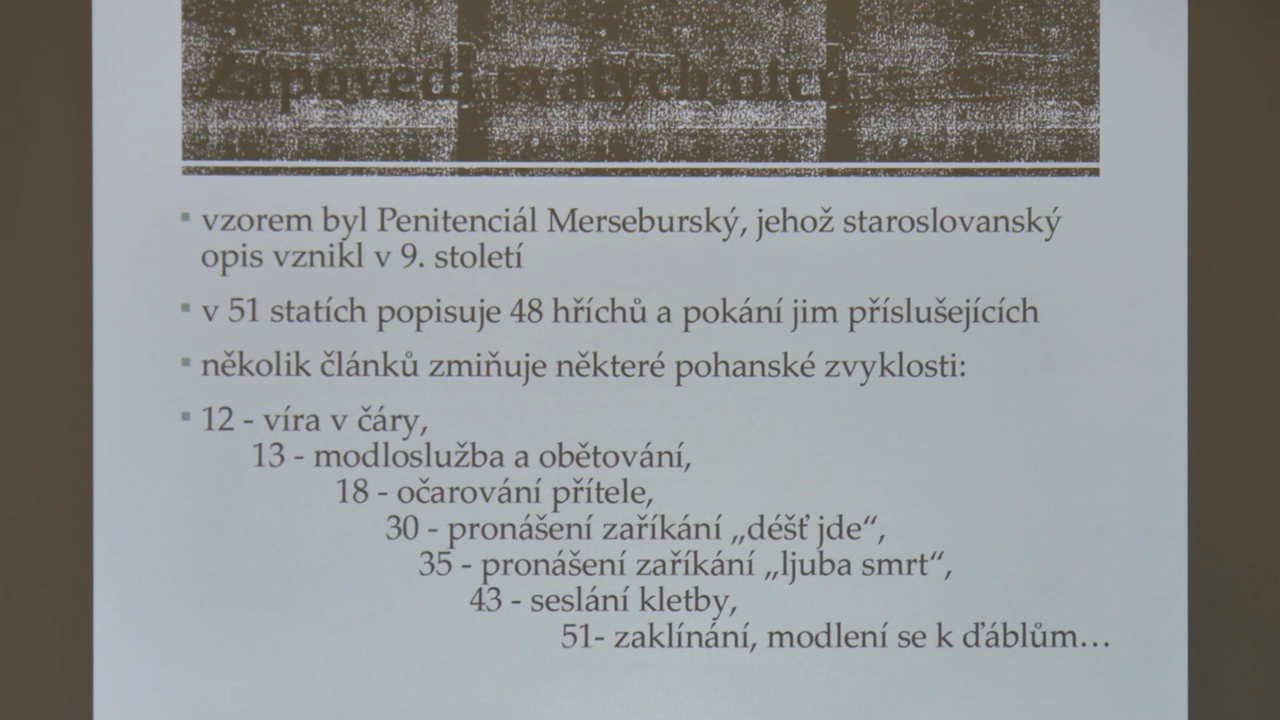 Zápovědi svatých otců
vzorem byl Penitenciál Merseburský, jehož staroslovanský
opis vznikl v 9. století
v 51 statích popisuje 48 hříchů a pokání jim příslušejících
několik článků zmiňuje některé pohanské zvyklosti:
12 - víra v čáry,
13 - modloslužba a obětování,
18 - očarování přítele,
30 - pronášení zaříkání „déšť jde“,
35 - pronášení zaříkání „ljuba smrt“,
43 - seslání kletby,
51- zaklínání, modlení se k ďáblům…